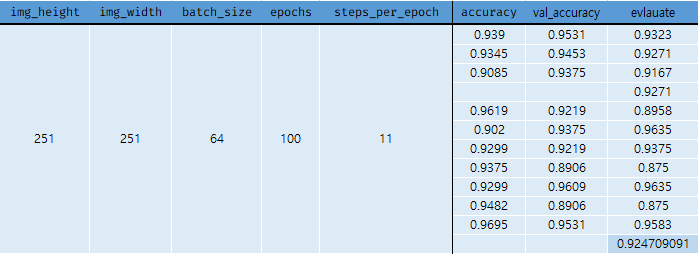 img_height img_width batch_size epochs steps_per_epoch accuracy val_accuracy evlauate
0.939 0.9531 0.9323
0.9345 0.9453 0.9271
0.9085 0.9375 0.9167
0.9271
0.9619 0.9219 0.8958
251 251 64 100 11 0.902 0.9375 0.9635
0.9299 0.9219 0.9375
0.9375 0.8906 0.875
0.9299 0.9609 0.9635
0.9482 0.8906 0.875
0.9695 0.9531 0.9583
0.924709091